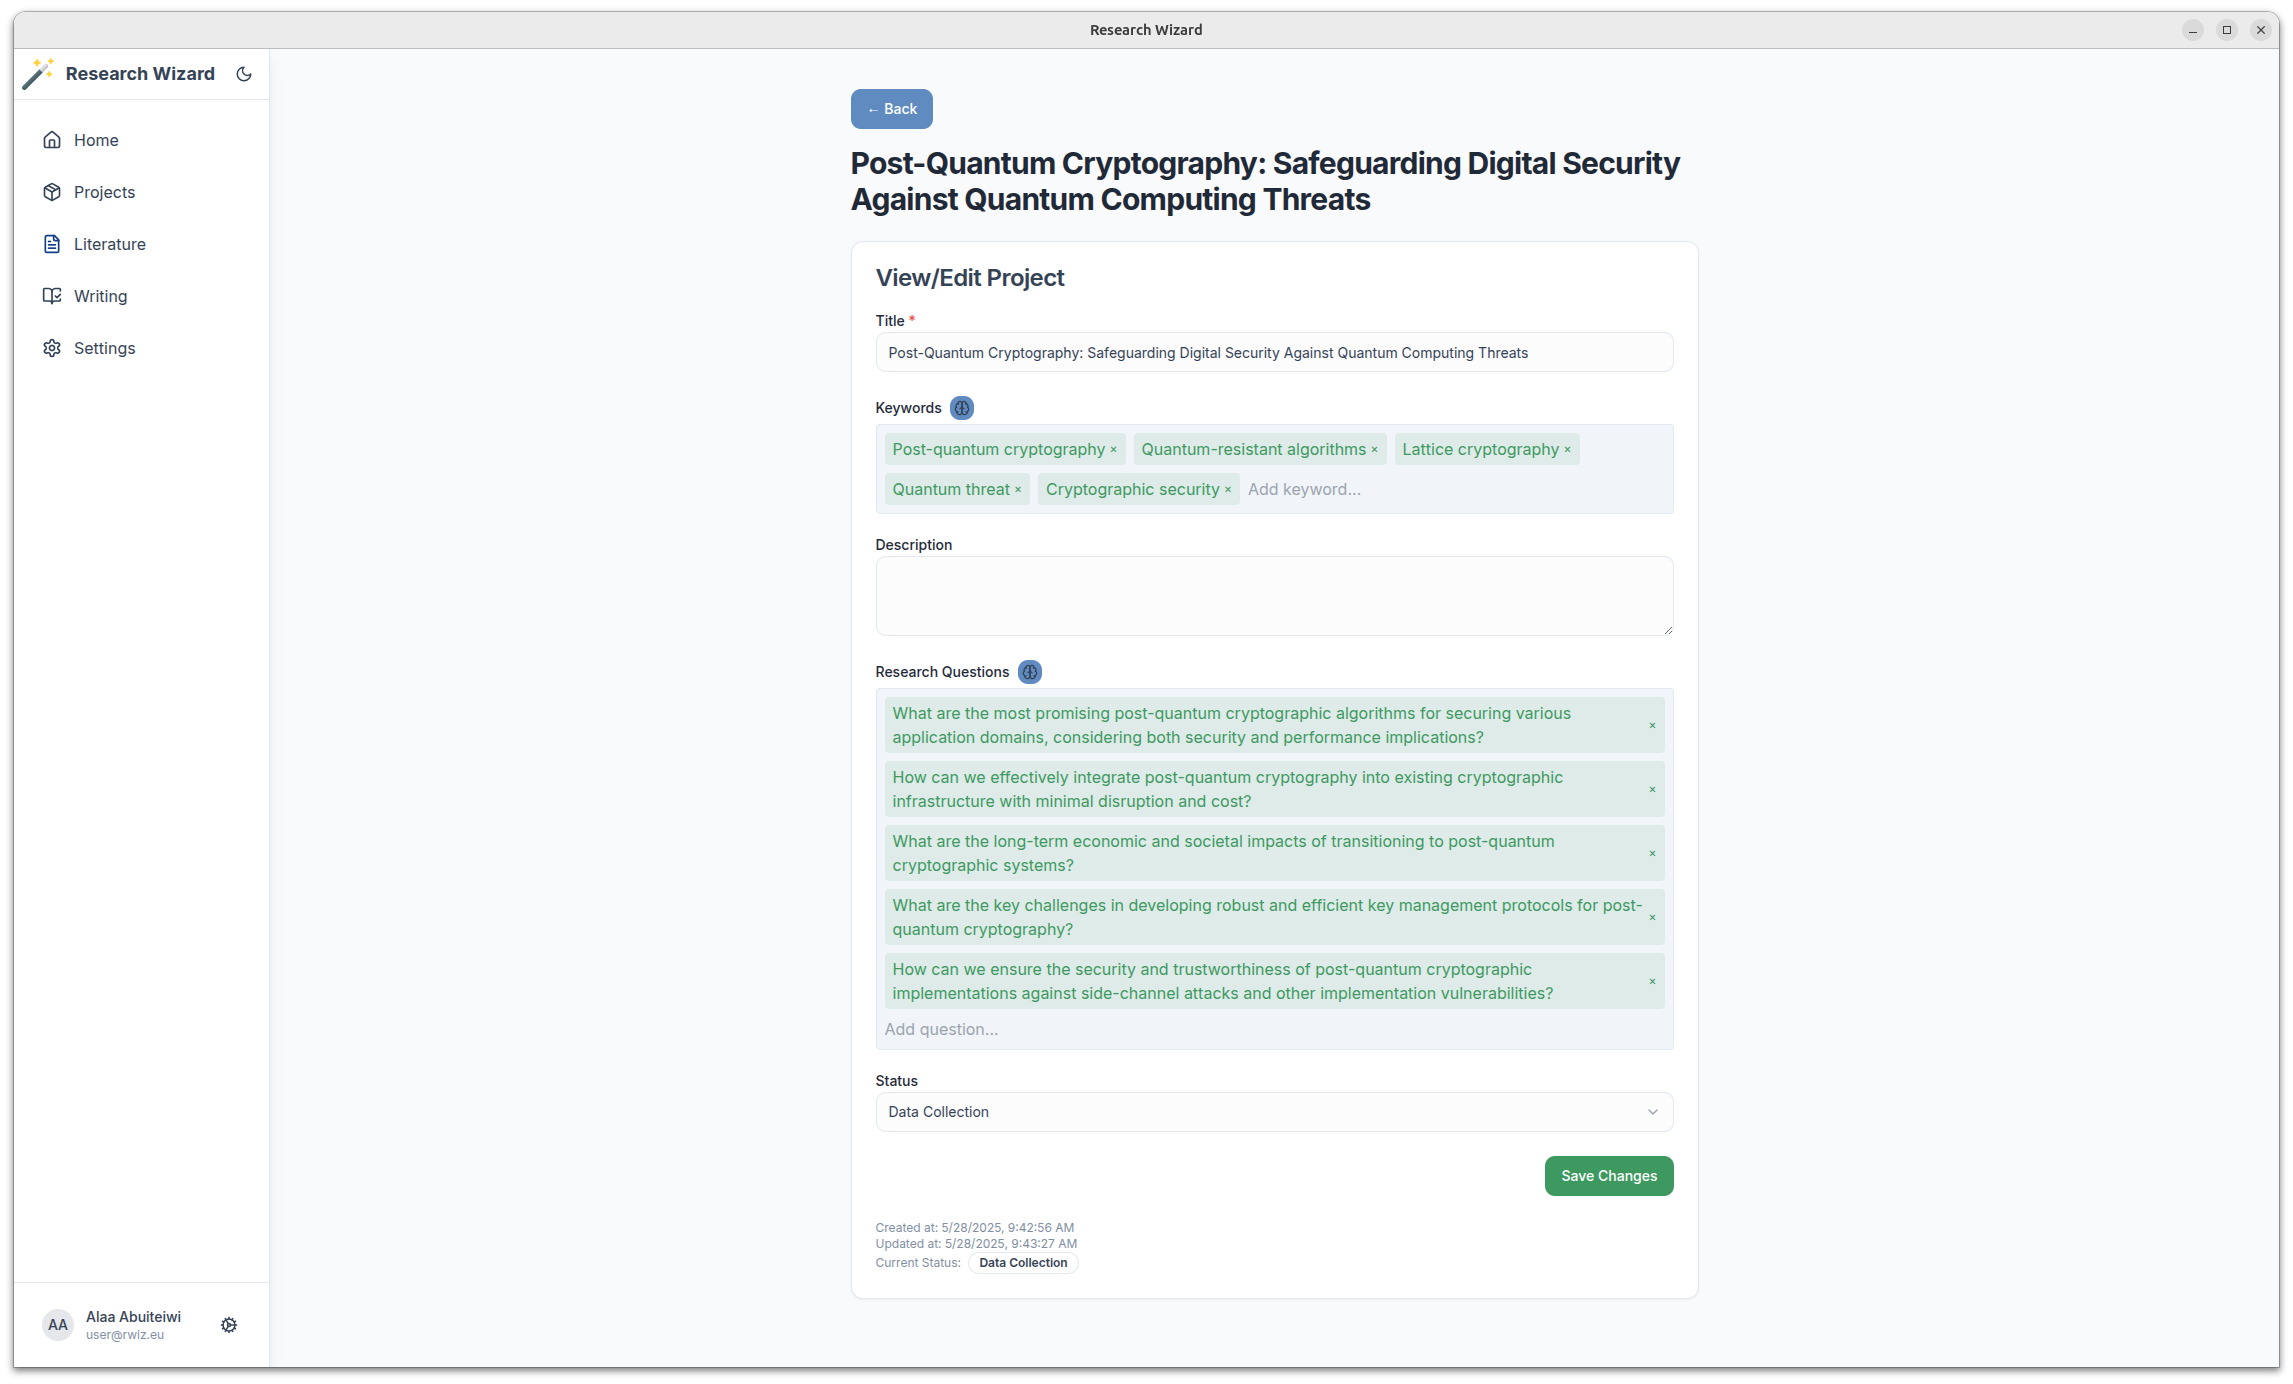 Research Wizard
Research Wizard
Home
Projects
Literature
Writing
Settings
AA
Alaa Abuiteiwi
user@rwiz.eu
← Back
Post-Quantum Cryptography: Safeguarding Digital Security
Against Quantum Computing Threats
View/Edit Project
Title *
Post-Quantum Cryptography: Safeguarding Digital Security Against Quantum Computing Threats
Keywords
Post-quantum cryptography × Quantum-resistant algorithms × Lattice cryptography ×
Quantum threat × Cryptographic security × Add keyword...
Description
Research Questions
What are the most promising post-quantum cryptographic algorithms for securing various
application domains, considering both security and performance implications? ×
How can we effectively integrate post-quantum cryptography into existing cryptographic
infrastructure with minimal disruption and cost? ×
What are the long-term economic and societal impacts of transitioning to post-quantum
cryptographic systems? ×
What are the key challenges in developing robust and efficient key management protocols for post-
quantum cryptography? ×
How can we ensure the security and trustworthiness of post-quantum cryptographic
implementations against side-channel attacks and other implementation vulnerabilities? ×
Add question...
Status
Data Collection
Save Changes
Created at: 5/28/2025, 9:42:56 AM
Updated at: 5/28/2025, 9:43:27 AM
Current Status: Data Collection